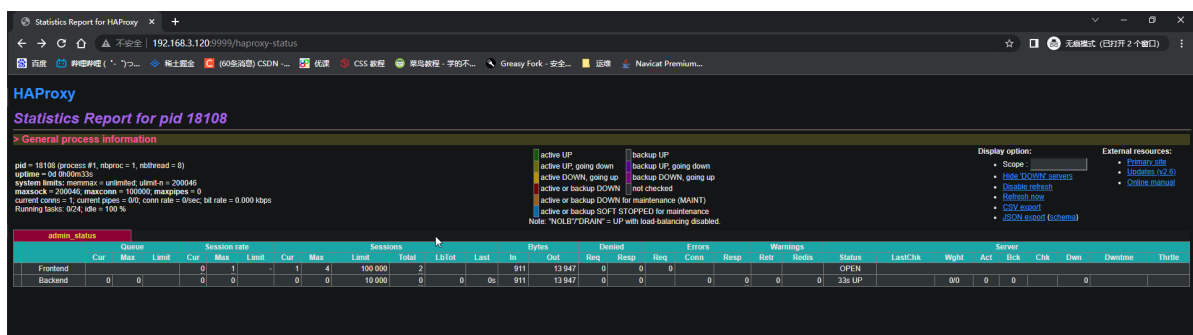 Statistics Report for HAProxy
不安全 | 192.168.3.120:9999/haproxy-status
无痕模式 (已打开 2 个窗口)
百度 哔哩哔哩 ( ゜- ゜)つ... 稀土掘金 (60条消息) CSDN -... 优课 CSS 教程 菜鸟教程 - 学的不... Greasy Fork - 安全... 运维 Navicat Premium...
HAProxy
Statistics Report for pid 18108
> General process information
pid = 18108 (process #1, nbproc = 1, nbthread = 8)
uptime = 0d 0h00m33s
system limits: memmax = unlimited; ulimit-n = 200046
maxsock = 200046; maxconn = 100000; maxpipes = 0
current conns = 1; current pipes = 0/0; conn rate = 0/sec; bit rate = 0.000 kbps
Running tasks: 0/24; idle = 100 %
active UP backup UP
active UP, going down backup UP, going down
active DOWN, going up backup DOWN, going up
active or backup DOWN not checked
active or backup DOWN for maintenance (MAINT)
active or backup SOFT STOPPED for maintenance
Note: "NOLB"/"DRAIN" = UP with load-balancing disabled.
Display option:
Scope :
Hide 'DOWN' servers
Disable refresh
Refresh now
CSV export
JSON export (schema)
External resources:
Primary site
Updates (v2.6)
Online manual
admin_status
Queue Session rate Sessions Bytes Denied Errors Warnings Server
Cur Max Limit Cur Max Limit Cur Max Limit Total LbTot Last In Out Req Resp Req Conn Resp Retr Redis Status LastChk Wght Act Bck Chk Dwn Dwntme Thrtle
Frontend 0 1 - 1 4 100 000 2 911 13 947 0 0 0 OPEN
Backend 0 0 0 0 0 0 10 000 0 0 0s 911 13 947 0 0 0 0 0 0 33s UP 0/0 0 0 0